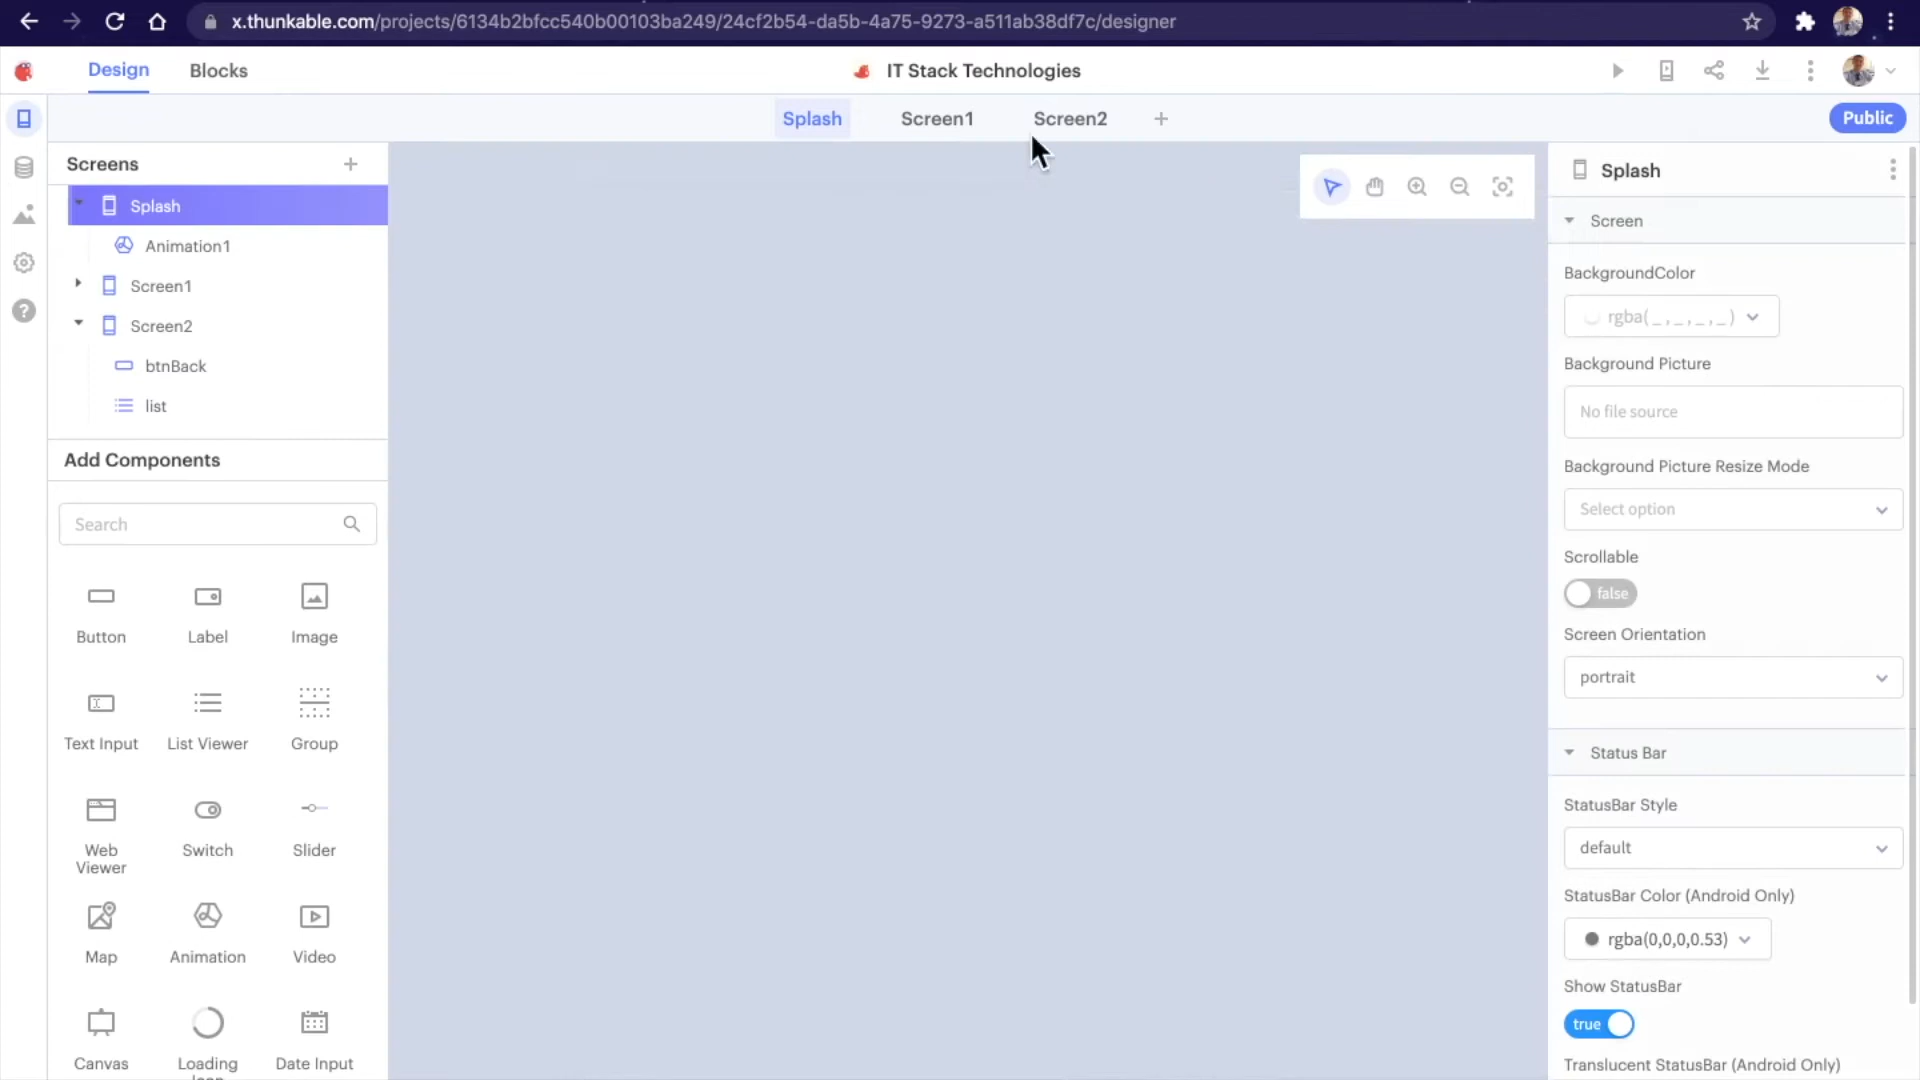 x.thunkable.com/projects/6134b2bfcc540b00103ba249/24cf2b54-da5b-4a75-9273-a511ab38df7c/designer
Design
Blocks
IT Stack Technologies
Splash
Screen1
Screen2
Public
Screens
Splash
Animation1
Screen1
Screen2
btnBack
list
Add Components
Search
Button
Label
Image
Text Input
List Viewer
Group
Web Viewer
Switch
Slider
Map
Animation
Video
Canvas
Loading
Date Input
Splash
Screen
BackgroundColor
rgba( _ , _ , _ , _ )
Background Picture
No file source
Background Picture Resize Mode
Select option
Scrollable
false
Screen Orientation
portrait
Status Bar
StatusBar Style
default
StatusBar Color (Android Only)
rgba(0,0,0,0.53)
Show StatusBar
true
Translucent StatusBar (Android Only)